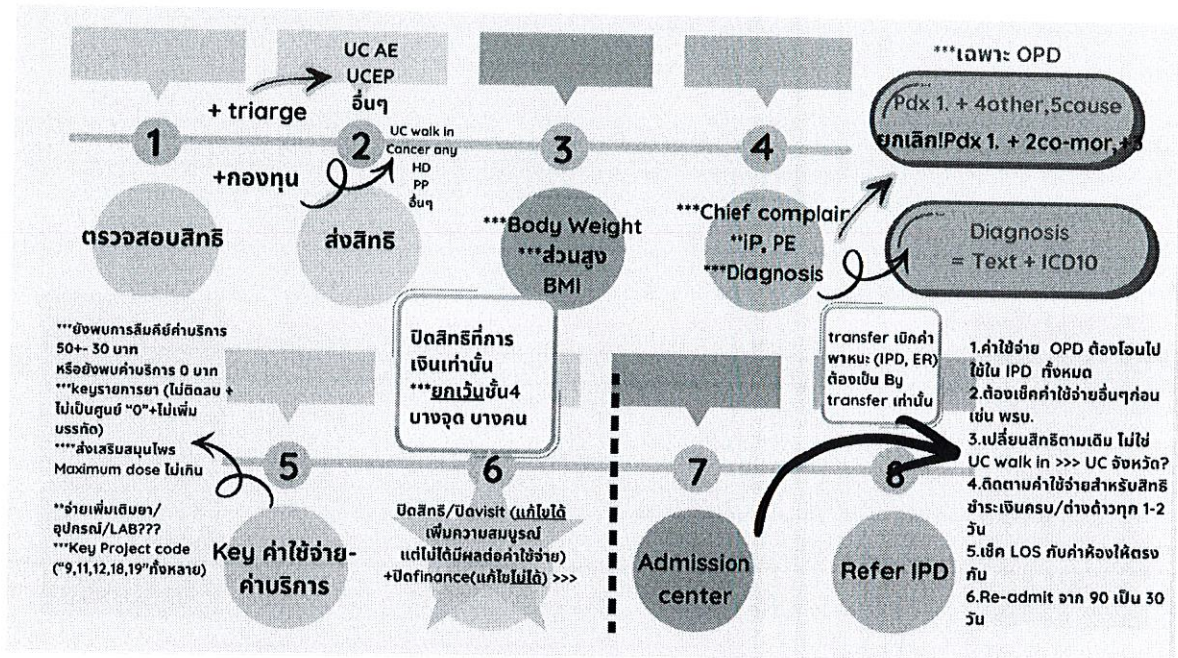 + triarge
UC AE
UCEP
อื่นๆ
***เฉพาะ OPD
Pdx 1. + 4other,5cause
ยกเลิก!Pdx 1. + 2co-mor,+3
1
2
3
4
+กองทุน
UC walk in
Cancer any
HD
PP
อื่นๆ
ตรวจสอบสิทธิ
ส่งสิทธิ
***Body Weight
***ส่วนสูง
BMI
***Chief complair
**IP, PE
***Diagnosis
Diagnosis
= Text + ICD10
***ยังพบการลืมคีย์ค่าบริการ
50+- 30 บาท
หรือยังพบค่าบริการ 0 บาท
***keyรายการยา (ไม่ติดลบ +
ไม่เป็นศูนย์ "0"+ไม่เพิ่ม
บรรทัด)
****ส่งเสริมสมุนไพร
Maximum dose ไม่เกิน
**จ่ายเพิ่มเติมยา/
อุปกรณ์/LAB???
***Key Project code
("9,11,12,18,19"ทั้งหลาย)
5
Key ค่าใช้จ่าย-
ค่าบริการ
ปิดสิทธิที่การ
เงินเท่านั้น
***ยกเว้นชั้น4
บางจุด บางคน
6
ปิดสิทธิ/ปิดvisit (แก้ไขได้
เพิ่มความสมบูรณ์
แต่ไม่ได้มีผลต่อค่าใช้จ่าย)
+ปิดfinance(แก้ไขไม่ได้) >>>
7
Admission
center
transfer เบิกค่า
พาหนะ (IPD, ER)
ต้องเป็น By
transfer เท่านั้น
8
Refer IPD
1.ค่าใช้จ่าย OPD ต้องโอนไป
ใช้ใน IPD ทั้งหมด
2.ต้องเช็คค่าใช้จ่ายอื่นๆก่อน
เช่น พรบ.
3.เปลี่ยนสิทธิตามเดิม ไม่ใช่
UC walk in >>> UC จังหวัด?
4.ติดตามค่าใช้จ่ายสำหรับสิทธิ
ชำระเงินครบ/ต่างด้าวทุก 1-2
วัน
5.เช็ค LOS กับค่าห้องให้ตรง
กัน
6.Re-admit จาก 90 เป็น 30
วัน